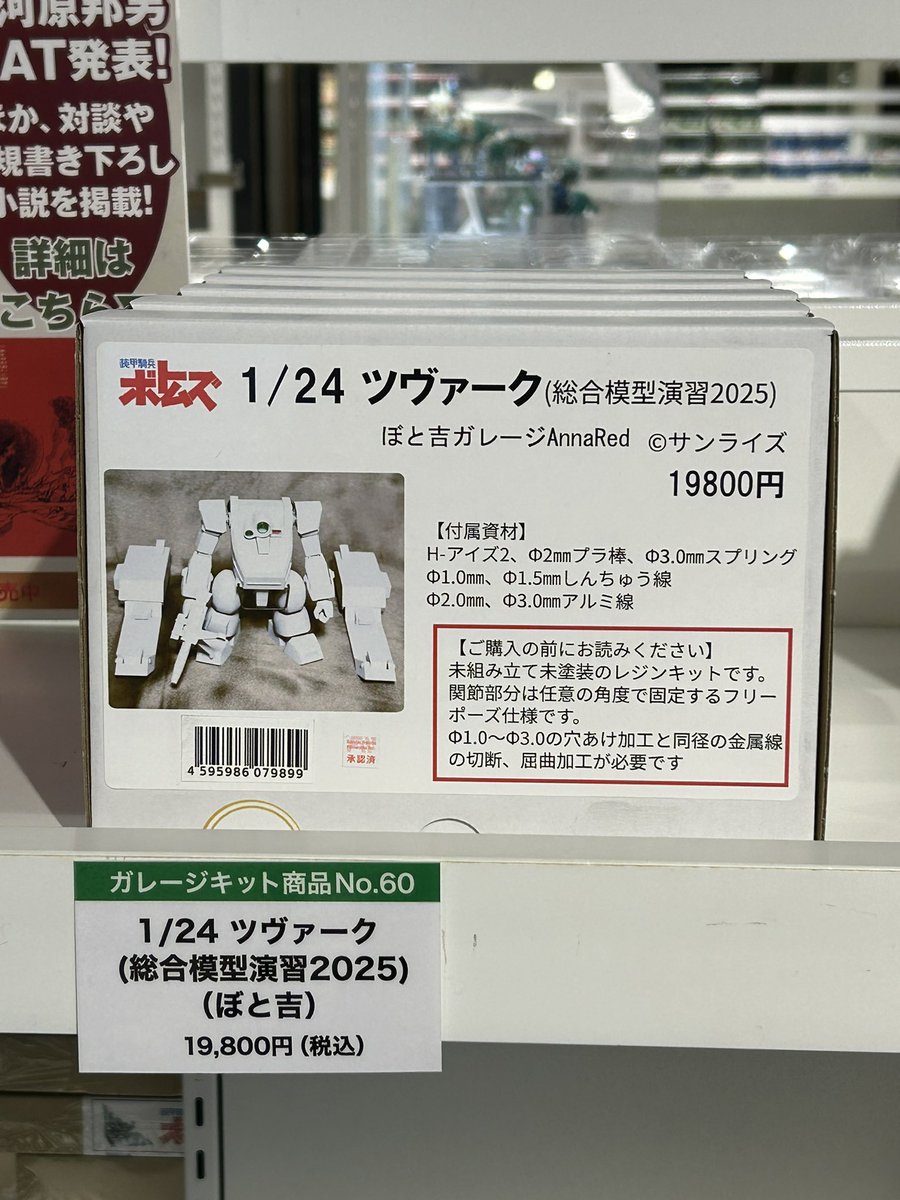 河原邦男
AT発表!
ほか、対談や
規書き下ろし
小説を掲載!
詳細は
こちら
売中
装甲騎兵
ボトムズ
1/24 ツヴァーク(総合模型演習2025)
ぼと吉ガレージAnnaRed ©サンライズ
19800円
【付属資材】
H-アイズ2、Φ2㎜プラ棒、Φ3.0㎜スプリング
Φ1.0㎜、Φ1.5㎜しんちゅう線
Φ2.0㎜、Φ3.0㎜アルミ線
【ご購入の前にお読みください】
未組み立て未塗装のレジンキットです。
関節部分は任意の角度で固定するフリー
ポーズ仕様です。
Φ1.0～Φ3.0の穴あけ加工と同径の金属線
の切断、屈曲加工が必要です
4 595986 079899
承認済
ガレージキット商品No.60
1/24 ツヴァーク
(総合模型演習2025)
(ぼと吉)
19,800円(税込)